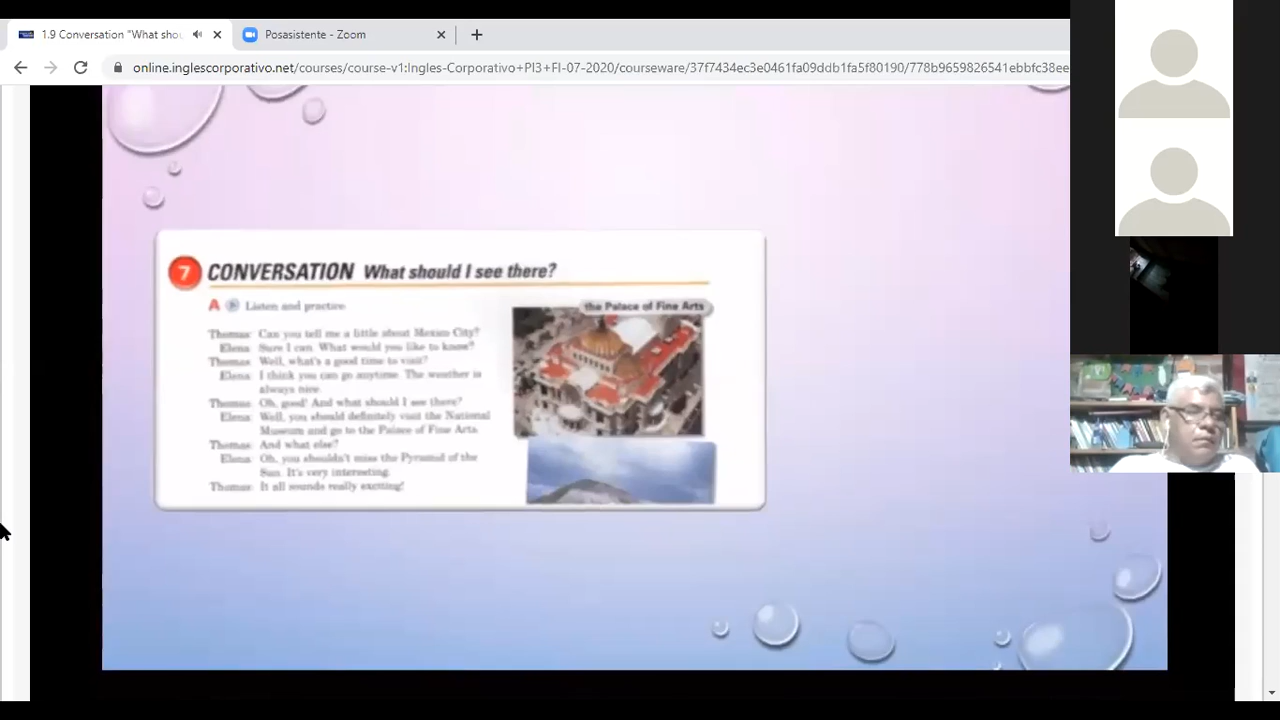 1.9 Conversation "What shou
Posasistente - Zoom
online.inglescorporativo.net/courses/course-v1:Ingles-Corporativo+PI3+FI-07-2020/courseware/37f7434ec3e0461fa09ddb1fa5f80190/778b9659826541ebbfc38ee
7 CONVERSATION What should I see there?
A Listen and practice.
the Palace of Fine Arts
Thomas: Can you tell me a little about Mexico City?
Elena: Sure I can. What would you like to know?
Thomas: Well, what's a good time to visit?
Elena: I think you can go anytime. The weather is
always nice.
Thomas: Oh, good! And what should I see there?
Elena: Well, you should definitely visit the National
Museum and go to the Palace of Fine Arts.
Thomas: And what else?
Elena: Oh, you shouldn't miss the Pyramid of the
Sun. It's very interesting.
Thomas: It all sounds really exciting!